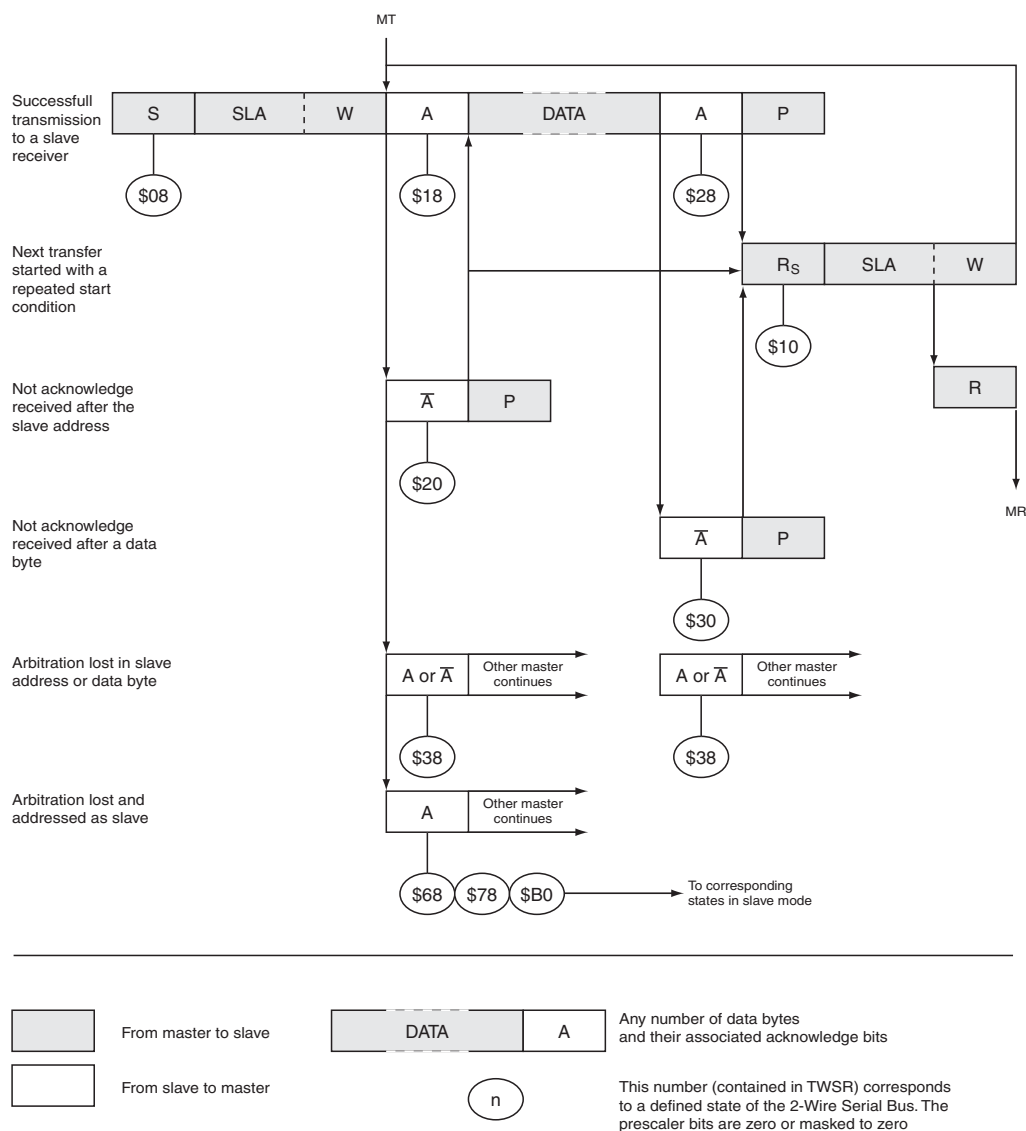 MT
Successfull
transmission
to a slave
receiver
S SLA W A DATA A P
$08 $18 $28
Next transfer
started with a
repeated start
condition
RS SLA W
$10
Not acknowledge
received after the
slave address
A̅ P
R
$20
MR
Not acknowledge
received after a data
byte
A̅ P
$30
Arbitration lost in slave
address or data byte
A or A̅ Other master
continues
A or A̅ Other master
continues
$38 $38
Arbitration lost and
addressed as slave
A Other master
continues
$68 $78 $B0 To corresponding
states in slave mode
From master to slave
DATA A
Any number of data bytes
and their associated acknowledge bits
From slave to master
n
This number (contained in TWSR) corresponds
to a defined state of the 2-Wire Serial Bus. The
prescaler bits are zero or masked to zero